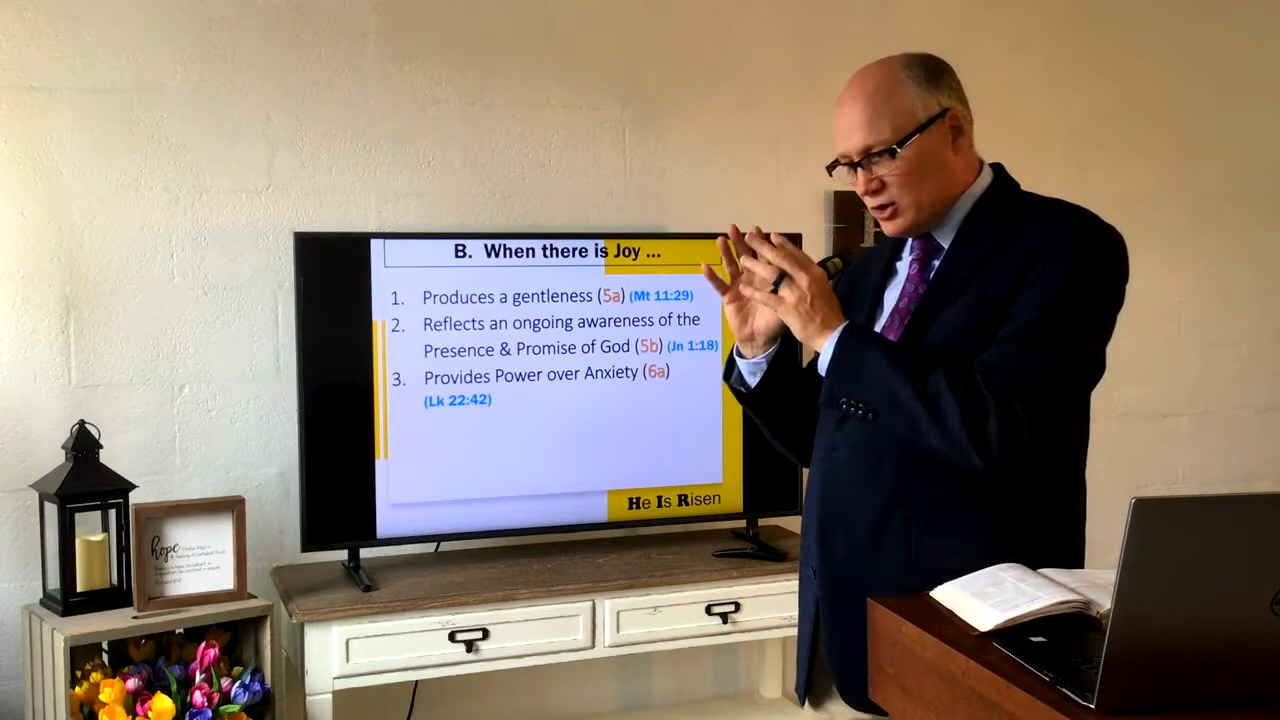 B. When there is Joy ...
1. Produces a gentleness (5a) (Mt 11:29)
2. Reflects an ongoing awareness of the
Presence & Promise of God (5b) (Jn 1:18)
3. Provides Power over Anxiety (6a)
(Lk 22:42)
He Is Risen
hope